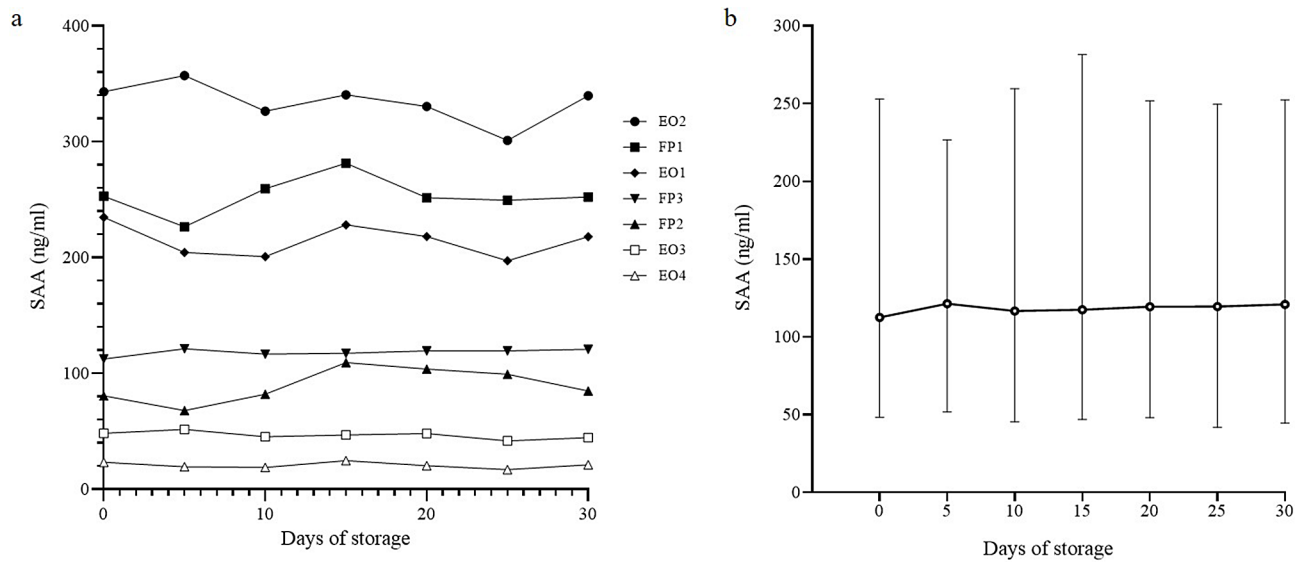 a
SAA (ng/ml)
400
300
200
100
0
0 10 20 30
Days of storage
EO2
FP1
EO1
FP3
FP2
EO3
EO4
b
SAA (ng/ml)
300
250
200
150
100
50
0
0 5 10 15 20 25 30
Days of storage